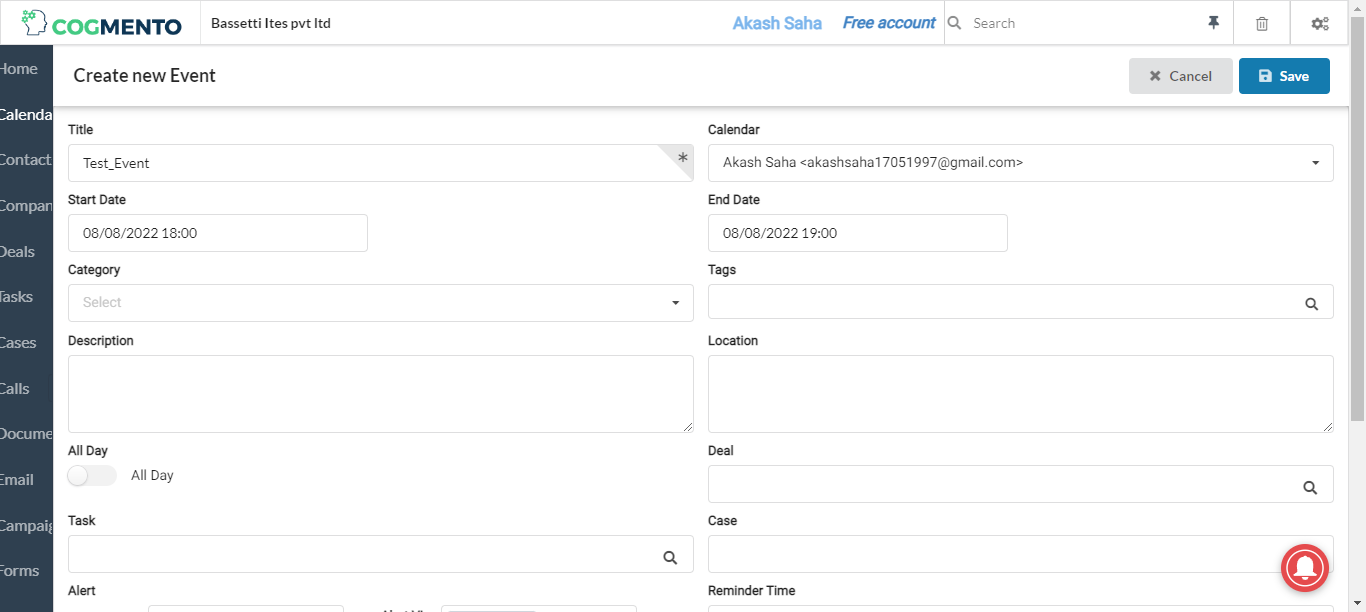 COGMENTO
Bassetti Ites pvt ltd
Akash Saha
Free account
Search
Home
Calenda
Contact
Compan
Deals
Tasks
Cases
Calls
Docume
Email
Campaig
Forms
Create new Event
Cancel
Save
Title
Test_Event
*
Calendar
Akash Saha <akashsaha17051997@gmail.com>
Start Date
08/08/2022 18:00
End Date
08/08/2022 19:00
Category
Select
Tags
Description
Location
All Day
All Day
Deal
Task
Case
Alert
Reminder Time